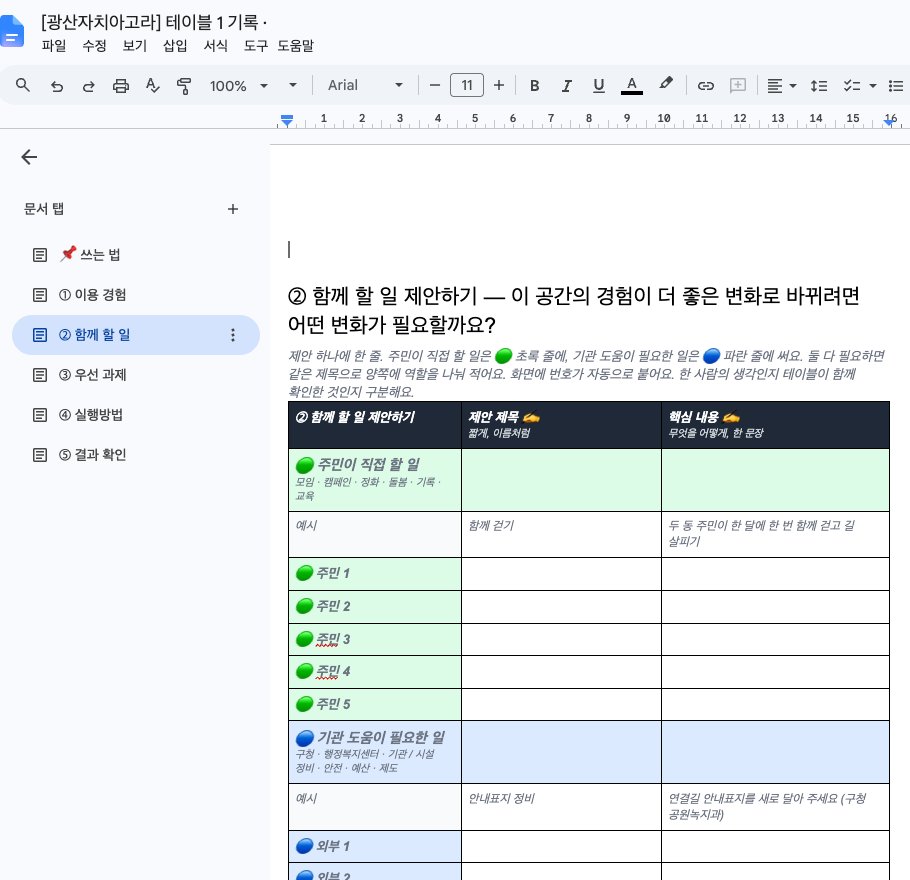 [광산자치아고라] 테이블 1 기록 ·
파일 수정 보기 삽입 서식 도구 도움말
100% Arial 11 B I U A
1 2 3 4 5 6 7 8 9 10 11 12 13 14 15 16
문서 탭
📌 쓰는 법
① 이용 경험
② 함께 할 일
③ 우선 과제
④ 실행방법
⑤ 결과 확인
② 함께 할 일 제안하기 — 이 공간의 경험이 더 좋은 변화로 바뀌려면
어떤 변화가 필요할까요?
제안 하나에 한 줄. 주민이 직접 할 일은 🟢 초록 줄에, 기관 도움이 필요한 일은 🔵 파란 줄에 써요. 둘 다 필요하면
같은 제목으로 양쪽에 역할을 나눠 적어요. 화면에 번호가 자동으로 붙어요. 한 사람의 생각인지 테이블이 함께
확인한 것인지 구분해요.
② 함께 할 일 제안하기
제안 제목 ✍️
짧게, 이름처럼
핵심 내용 ✍️
무엇을 어떻게, 한 문장
🟢 주민이 직접 할 일
모임 · 캠페인 · 정화 · 돌봄 · 기록 ·
교육
예시
함께 걷기
두 동 주민이 한 달에 한 번 함께 걷고 길
살피기
🟢 주민 1
🟢 주민 2
🟢 주민 3
🟢 주민 4
🟢 주민 5
🔵 기관 도움이 필요한 일
구청 · 행정복지센터 · 기관 / 시설
정비 · 안전 · 예산 · 제도
예시
안내표지 정비
연결길 안내표지를 새로 달아 주세요 (구청
공원녹지과)
🔵 외부 1
🔵 외부 2